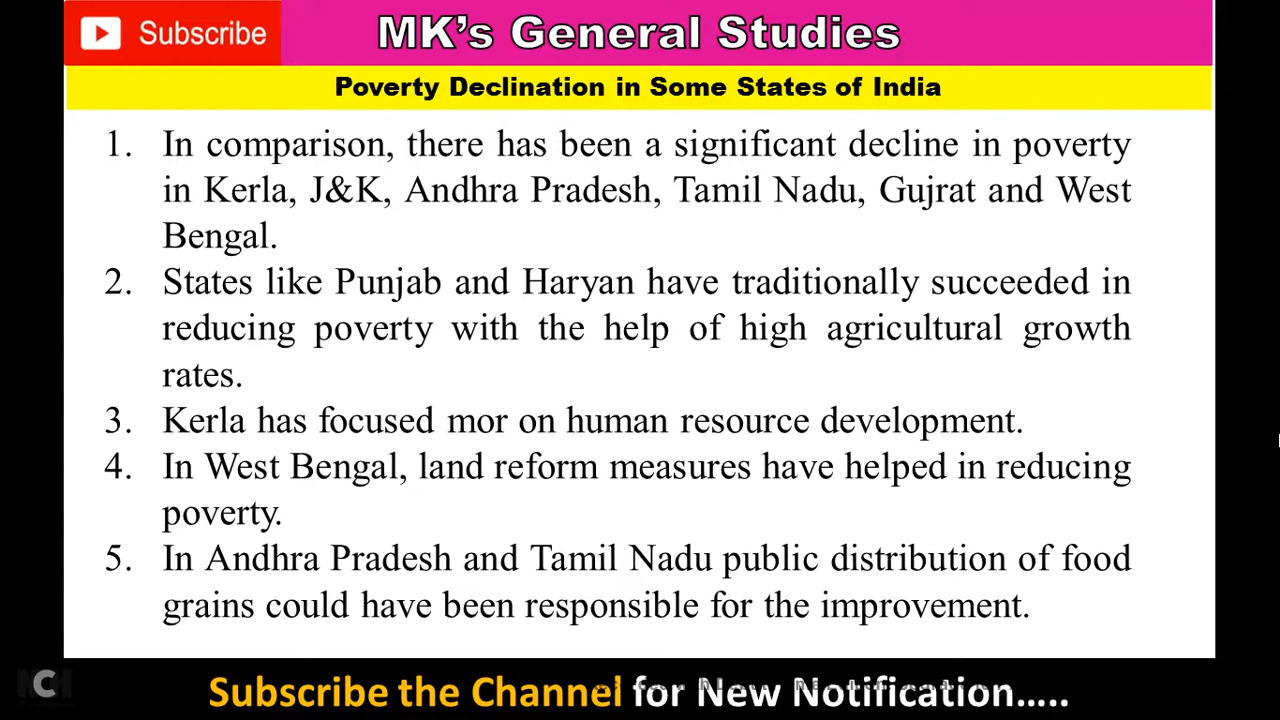 Subscribe
MK's General Studies
Poverty Declination in Some States of India
1. In comparison, there has been a significant decline in poverty
in Kerla, J&K, Andhra Pradesh, Tamil Nadu, Gujrat and West
Bengal.
2. States like Punjab and Haryan have traditionally succeeded in
reducing poverty with the help of high agricultural growth
rates.
3. Kerla has focused mor on human resource development.
4. In West Bengal, land reform measures have helped in reducing
poverty.
5. In Andhra Pradesh and Tamil Nadu public distribution of food
grains could have been responsible for the improvement.
Subscribe the Channel for New Notification.....